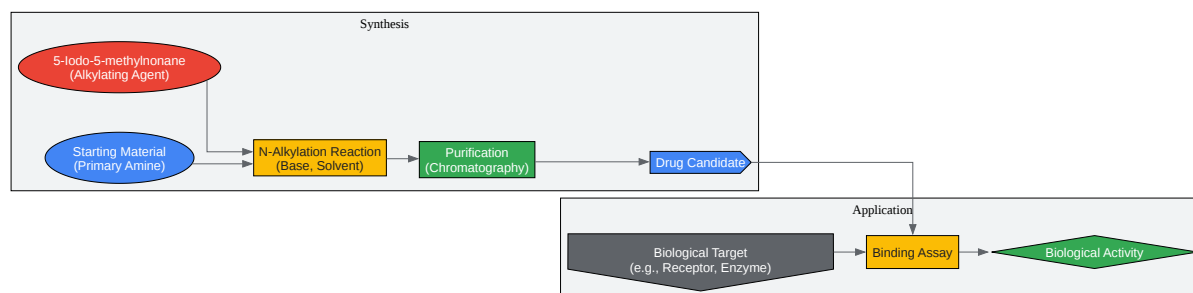 Synthesis
5-Iodo-5-methylnonane
(Alkylating Agent)
Starting Material
(Primary Amine)
N-Alkylation Reaction
(Base, Solvent)
Purification
(Chromatography)
Drug Candidate
Application
Biological Target
(e.g., Receptor, Enzyme)
Binding Assay
Biological Activity